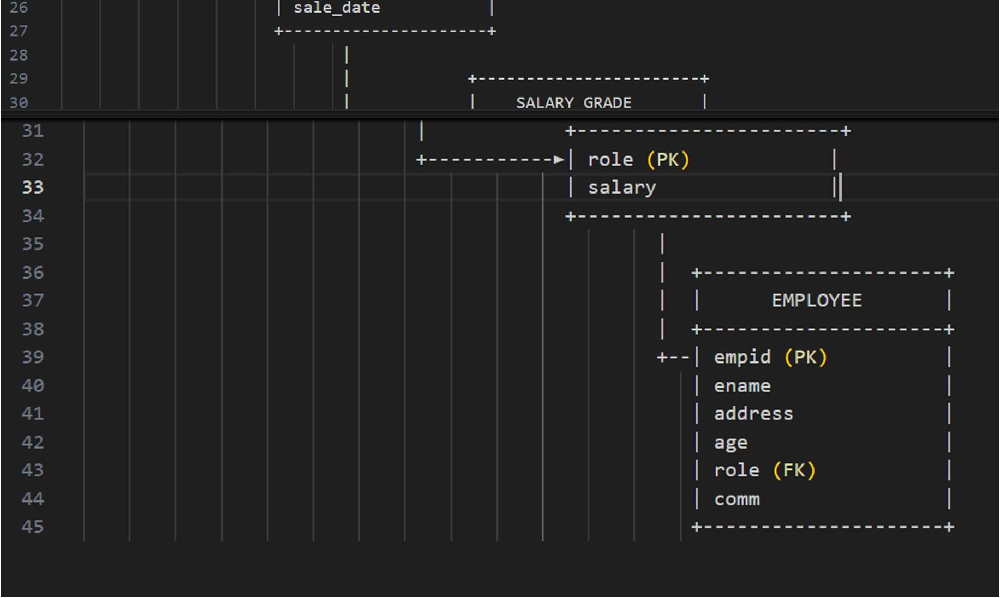 26 | sale_date |
27 +---------------------+
28 |
29 | +-----------------------+
30 | | SALARY GRADE |
31 | +-----------------------+
32 +-----------►| role (PK) |
33 | salary |
34 +-----------------------+
35 |
36 | +---------------------+
37 | | EMPLOYEE |
38 | +---------------------+
39 +--| empid (PK) |
40 | ename |
41 | address |
42 | age |
43 | role (FK) |
44 | comm |
45 +---------------------+